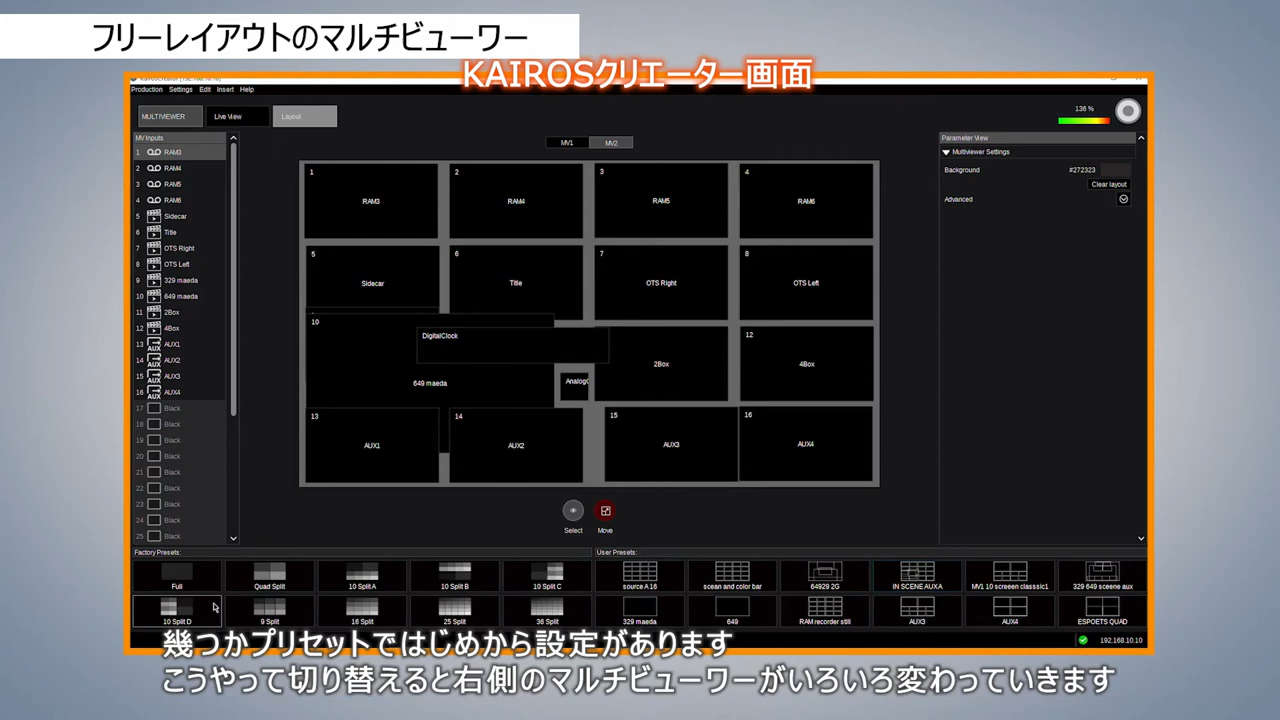 フリーレイアウトのマルチビューワー
KAIROSクリエーター画面
Production Settings Edit Insert Help
MULTIVIEWER Live View Layout
136 %
MV Inputs
MV1 MV2
Parameter View
1 RAM3
2 RAM4
3 RAM5
4 RAM6
5 Sidecar
6 Title
7 OTS Right
8 OTS Left
9 329 maeda
10 649 maeda
11 2Box
12 4Box
13 AUX1
14 AUX2
15 AUX3
16 AUX4
17 Black
18 Black
19 Black
20 Black
21 Black
22 Black
23 Black
24 Black
25 Black
1 RAM3
2 RAM4
3 RAM5
4 RAM6
5 Sidecar
6 Title
7 OTS Right
8 OTS Left
10 649 maeda
DigitalClock
Analog
2Box
12 4Box
13 AUX1
14 AUX2
15 AUX3
16 AUX4
Select Move
Multiviewer Settings
Background #272323
Clear layout
Advanced
Factory Presets: User Presets:
Full Quad Split 10 Split A 10 Split B 10 Split C source A 16 scean and color bar 64929 2G IN SCENE AUX A MV1 10 screeen classsic1 329 649 sceene aux
10 Split D 9 Split 16 Split 25 Split 36 Split 329 maeda 649 RAM recorder still AUX3 AUX4 ESPOETS QUAD
192.168.10.10
幾つかプリセットではじめから設定があります
こうやって切り替えると右側のマルチビューワーがいろいろ変わっていきます